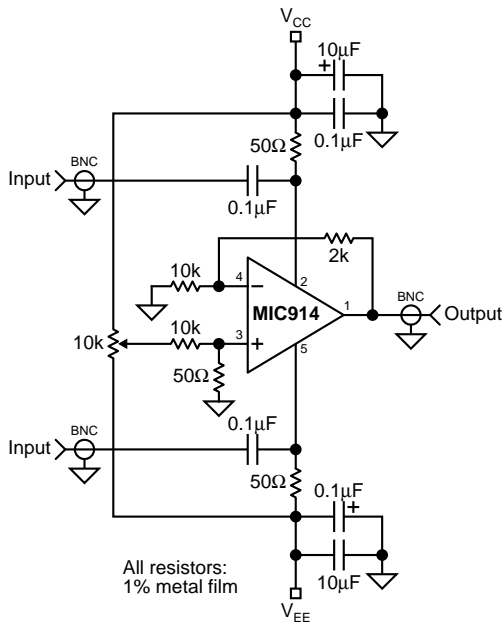 V_CC
10µF
+
0.1µF
50Ω
BNC
Input
0.1µF
2k
10k
4
−
2
MIC914
1
BNC
Output
10k
10k
3
+
5
50Ω
0.1µF
BNC
Input
50Ω
0.1µF
+
10µF
All resistors:
1% metal film
V_EE